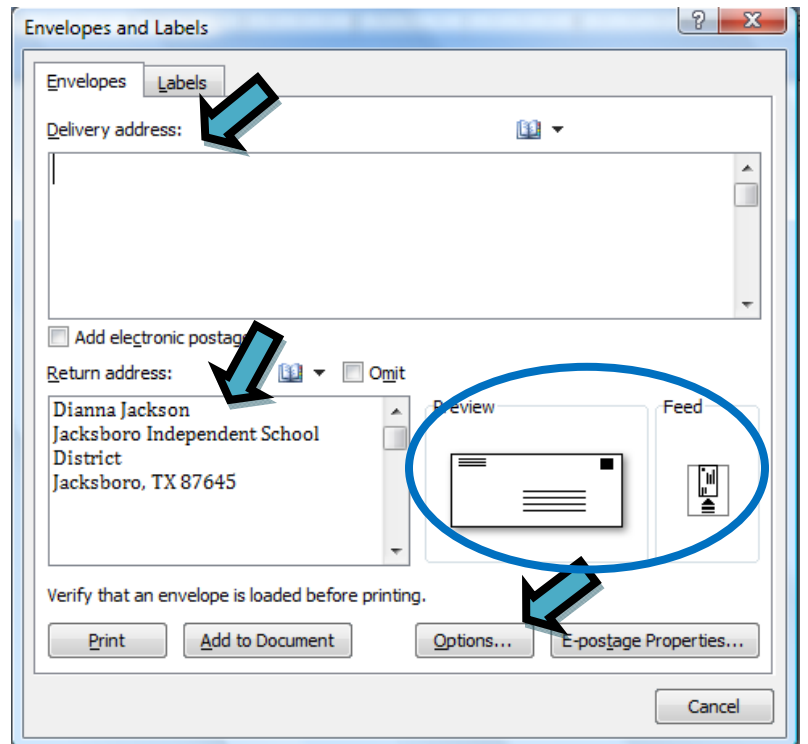 Envelopes and Labels
Envelopes Labels
Delivery address:
Add electronic postage
Return address: Omit
Dianna Jackson
Jacksboro Independent School
District
Jacksboro, TX 87645
Preview Feed
Verify that an envelope is loaded before printing.
Print Add to Document Options... E-postage Properties...
Cancel